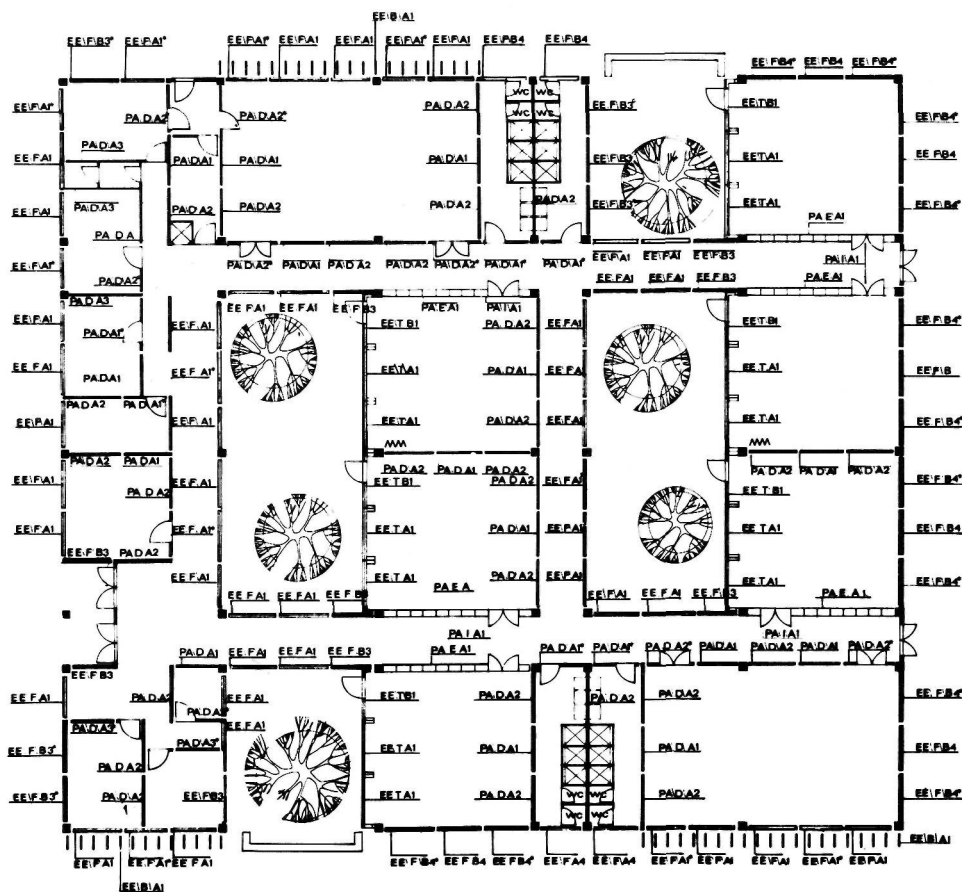 EE\B\A1
EE\F\B3* EE\F\A1* EE\F\A1* EE\F\A1 EE\F\A1 EE\F\A1* EE\F\A1 EE\F\B4 EE\F\B4
EE\F\B4* EE\F\B4 EE\F\B4*
WC WC
EE\F\A1* PA\D\A2* PA\D\A2* PA\D\A2 WC WC EE\F\B3* EE\T\B1 EE\F\B4*
PA\D\A3
EE\F\A1 PA\D\A1 PA\D\A1 PA\D\A1 EE\F\B3 EE\T\A1 EE\F\B4
PA\D\A2
EE\F\A1 PA\D\A3 PA\D\A2 PA\D\A2 PA\D\A2 EE\F\B3* EE\T\A1 EE\F\B4*
PA\E\A1
PA\D\A
EE\F\A1 EE\F\A1 EE\F\B3
EE\F\A1* PA\D\A2* PA\D\A2* PA\D\A1 PA\D\A2 PA\D\A2 PA\D\A2* PA\D\A1* PA\D\A1* PA\I\A1
EE\F\A1 EE\F\A1 EE\F\B3 PA\E\A1
PA\D\A3 EE\F\A1 EE\F\A1 EE\F\B3 PA\E\A1 PA\I\A1
EE\F\A1 PA\D\A1* EE\F\A1 EE\T\B1 PA\D\A2 EE\F\A1 EE\T\B1 EE\F\B4*
EE\F\A1 PA\D\A1 EE\F\A1* EE\T\A1 PA\D\A1 EE\F\A1 EE\T\A1 EE\F\B
PA\D\A2 PA\D\A1*
EE\F\A1 EE\F\A1 EE\T\A1 PA\D\A2 EE\F\A1 EE\T\A1 EE\F\B4*
PA\D\A2 PA\D\A1 PA\D\A2 PA\D\A1 PA\D\A2 PA\D\A2 PA\D\A1 PA\D\A2
EE\F\A1 PA\D\A2 EE\F\A1 EE\T\B1 PA\D\A2 EE\F\A1 EE\T\B1 EE\F\B4*
EE\F\A1 EE\F\A1* EE\T\A1 PA\D\A1 EE\F\A1 EE\T\A1 EE\F\B4
EE\F\B3 PA\D\A2
EE\F\A1 EE\T\A1 PA\D\A2 EE\F\A1 EE\T\A1 EE\F\B4*
EE\F\A1 EE\F\A1 PA\E\A EE\F\A1 EE\F\A1 EE\F\B3 PA\E\A1
PA\I\A1 PA\I\A1
PA\D\A1 EE\F\A1 EE\F\A1 EE\F\B3 PA\E\A1 PA\D\A1* PA\D\A1* PA\D\A2* PA\D\A1 PA\D\A2 PA\D\A1 PA\D\A2*
EE\F\B3
EE\F\A1 PA\D\A2 EE\F\A1 EE\T\B1 PA\D\A2 PA\D\A2 PA\D\A2 EE\F\B4*
EE\F\A1
PA\D\A3* PA\D\A3*
EE\F\B3* PA\D\A2 EE\T\A1 PA\D\A1 PA\D\A1 EE\F\B4
EE\F\B3* PA\D\A2 EE\F\B3 EE\T\A1 PA\D\A2 WC WC PA\D\A2 EE\F\B4*
WC WC
EE\B\A1
EE\F\A1 EE\F\A1* EE\F\A1 EE\F\B4* EE\F\B4 EE\F\B4* EE\F\A4 EE\F\A4 EE\F\A1* EE\F\A1 EE\F\A1 EE\F\A1* EE\F\A1
EE\B\A1